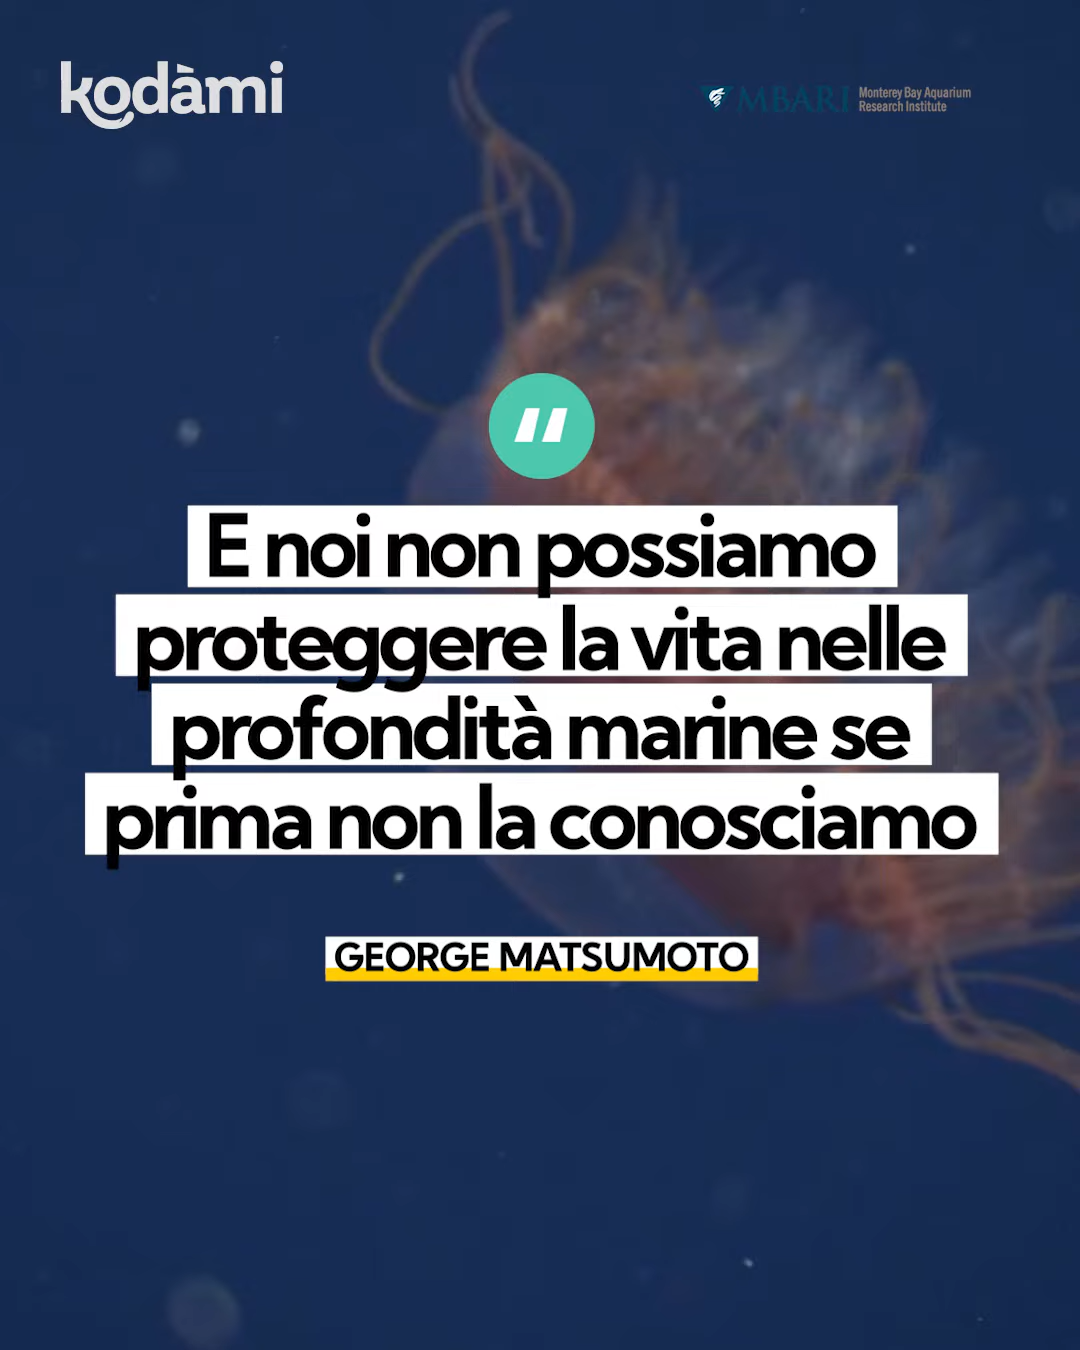 kodàmi
MBARI
Monterey Bay Aquarium
Research Institute
"
E noi non possiamo
proteggere la vita nelle
profondità marine se
prima non la conosciamo
GEORGE MATSUMOTO